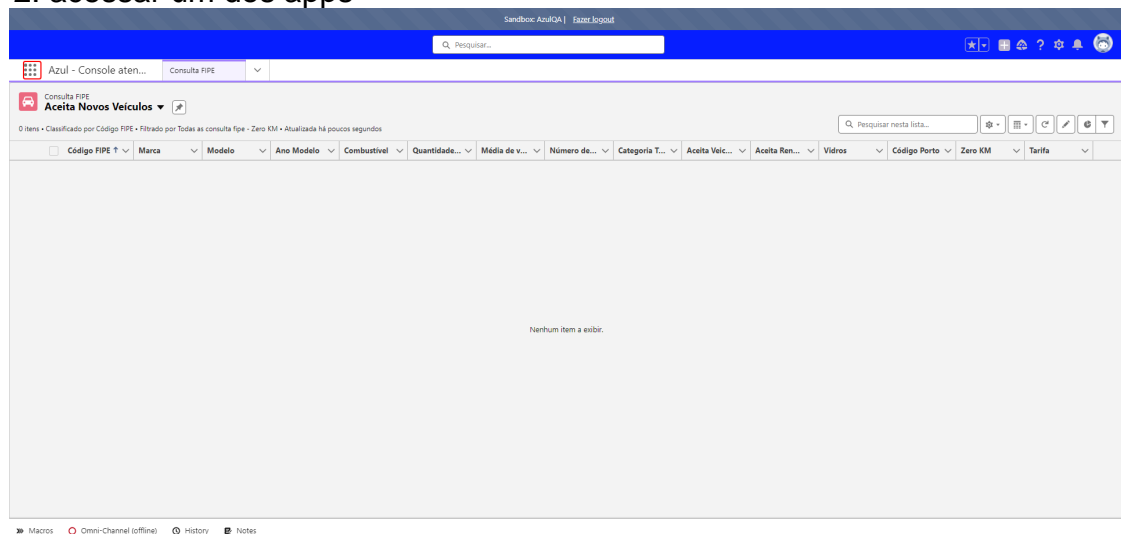 2. acessar um dos apps
Sandbox: AzulQA | Fazer logout
Pesquisar...
Azul - Console aten... Consulta FIPE
Consulta FIPE
Aceita Novos Veículos
0 itens • Classificado por Código FIPE • Filtrado por Todas as consulta fipe - Zero KM • Atualizada há poucos segundos
Pesquisar nesta lista...
Código FIPE ↑ Marca Modelo Ano Modelo Combustível Quantidade... Média de v... Número de... Categoria T... Aceita Veic... Aceita Ren... Vidros Código Porto Zero KM Tarifa
Nenhum item a exibir.
Macros Omni-Channel (offline) History Notes